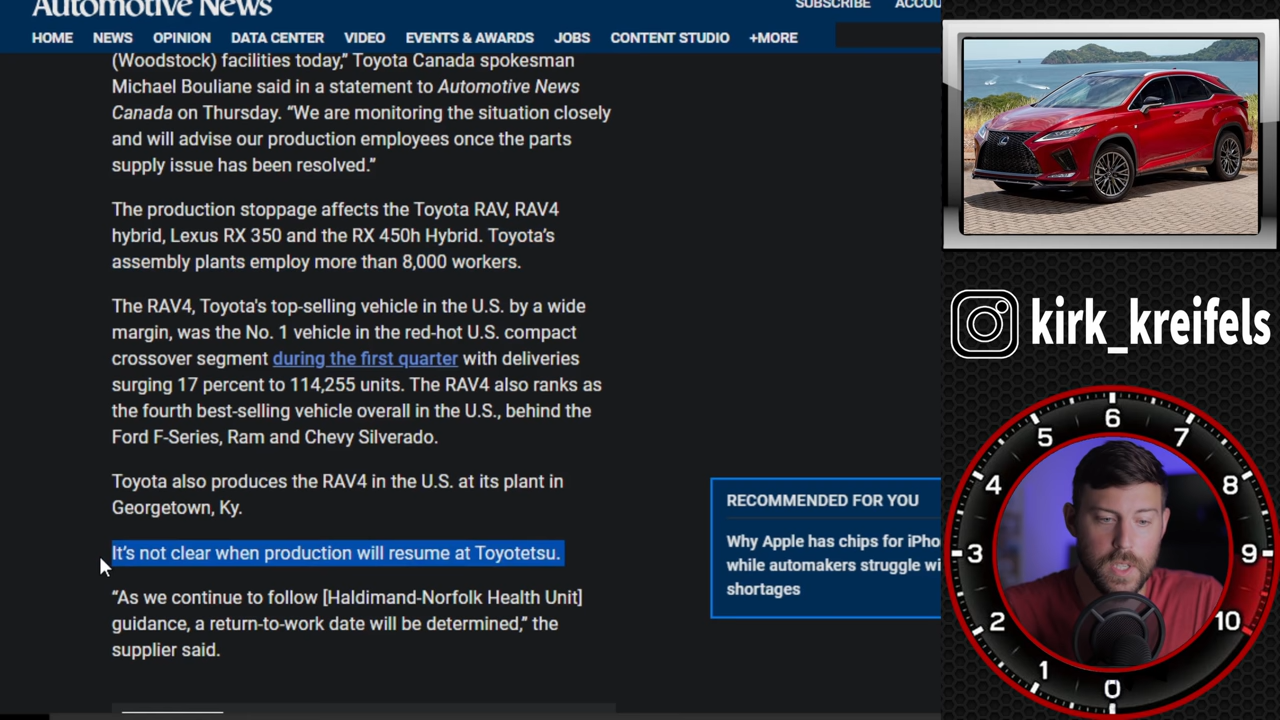 Automotive News
SUBSCRIBE
HOME NEWS OPINION DATA CENTER VIDEO EVENTS & AWARDS JOBS CONTENT STUDIO +MORE
(Woodstock) facilities today,” Toyota Canada spokesman
Michael Bouliane said in a statement to Automotive News
Canada on Thursday. “We are monitoring the situation closely
and will advise our production employees once the parts
supply issue has been resolved.”
The production stoppage affects the Toyota RAV, RAV4
hybrid, Lexus RX 350 and the RX 450h Hybrid. Toyota’s
assembly plants employ more than 8,000 workers.
The RAV4, Toyota's top-selling vehicle in the U.S. by a wide
margin, was the No. 1 vehicle in the red-hot U.S. compact
crossover segment during the first quarter with deliveries
surging 17 percent to 114,255 units. The RAV4 also ranks as
the fourth best-selling vehicle overall in the U.S., behind the
Ford F-Series, Ram and Chevy Silverado.
Toyota also produces the RAV4 in the U.S. at its plant in
Georgetown, Ky.
It’s not clear when production will resume at Toyotetsu.
“As we continue to follow [Haldimand-Norfolk Health Unit]
guidance, a return-to-work date will be determined,” the
supplier said.
RECOMMENDED FOR YOU
Why Apple has chips for iPho
while automakers struggle wi
shortages
kirk_kreifels
0 1 2 3 4 5 6 7 8 9 10